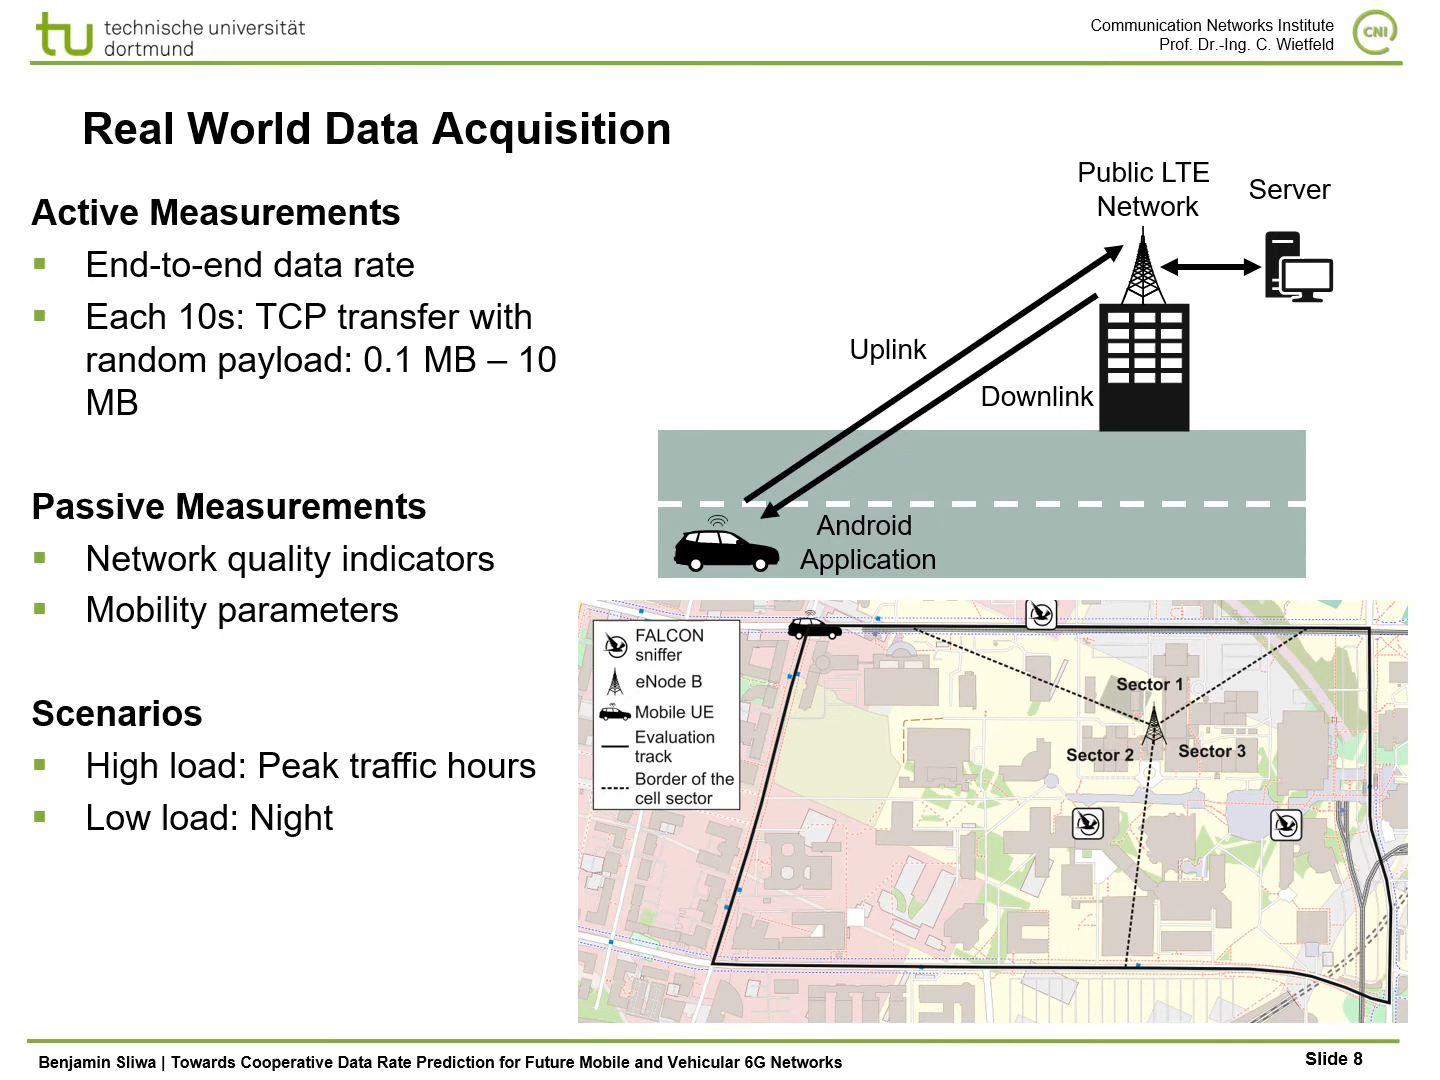 technische universität
dortmund
Communication Networks Institute
Prof. Dr.-Ing. C. Wietfeld
CNI
Real World Data Acquisition
Active Measurements
End-to-end data rate
Each 10s: TCP transfer with
random payload: 0.1 MB – 10
MB
Passive Measurements
Network quality indicators
Mobility parameters
Scenarios
High load: Peak traffic hours
Low load: Night
Public LTE
Network
Server
Uplink
Downlink
Android
Application
FALCON
sniffer
eNode B
Mobile UE
Evaluation
track
Border of the
cell sector
Sector 1
Sector 2
Sector 3
Benjamin Sliwa | Towards Cooperative Data Rate Prediction for Future Mobile and Vehicular 6G Networks
Slide 8